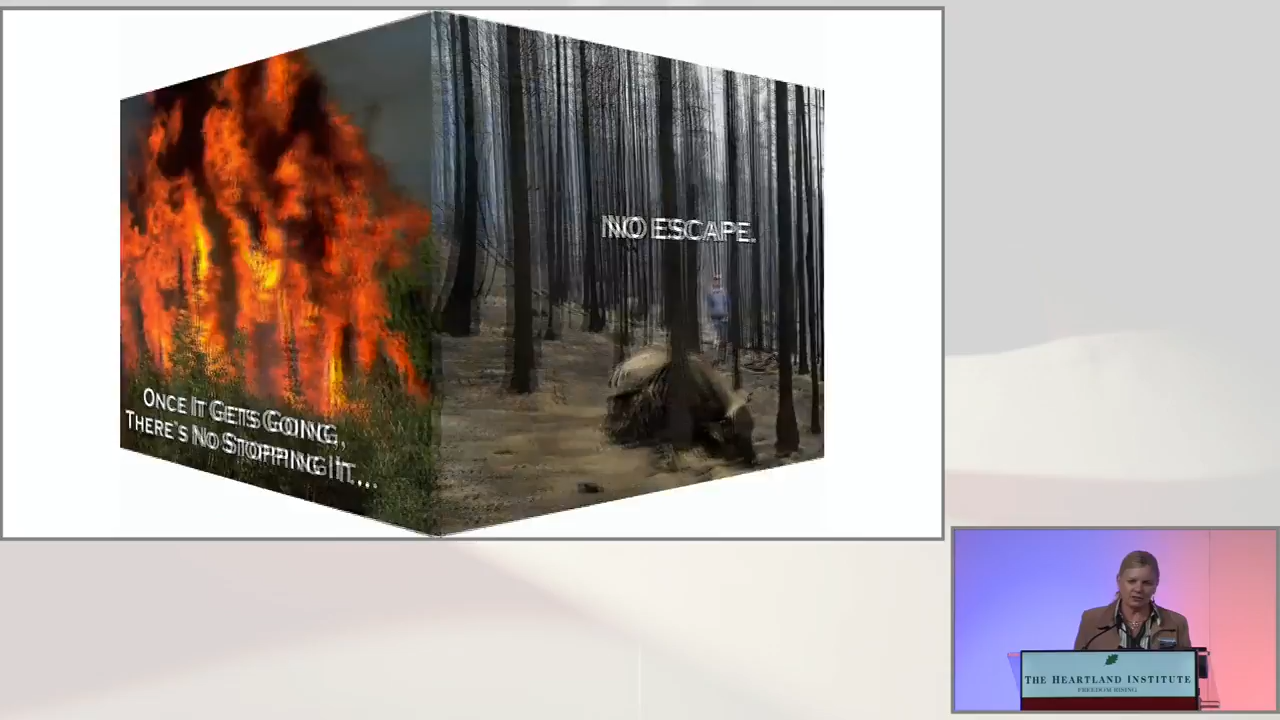 ONCE IT GETS GOING,
THERE'S NO STOPPING IT....
NO ESCAPE.
THE HEARTLAND INSTITUTE
FREEDOM RISING